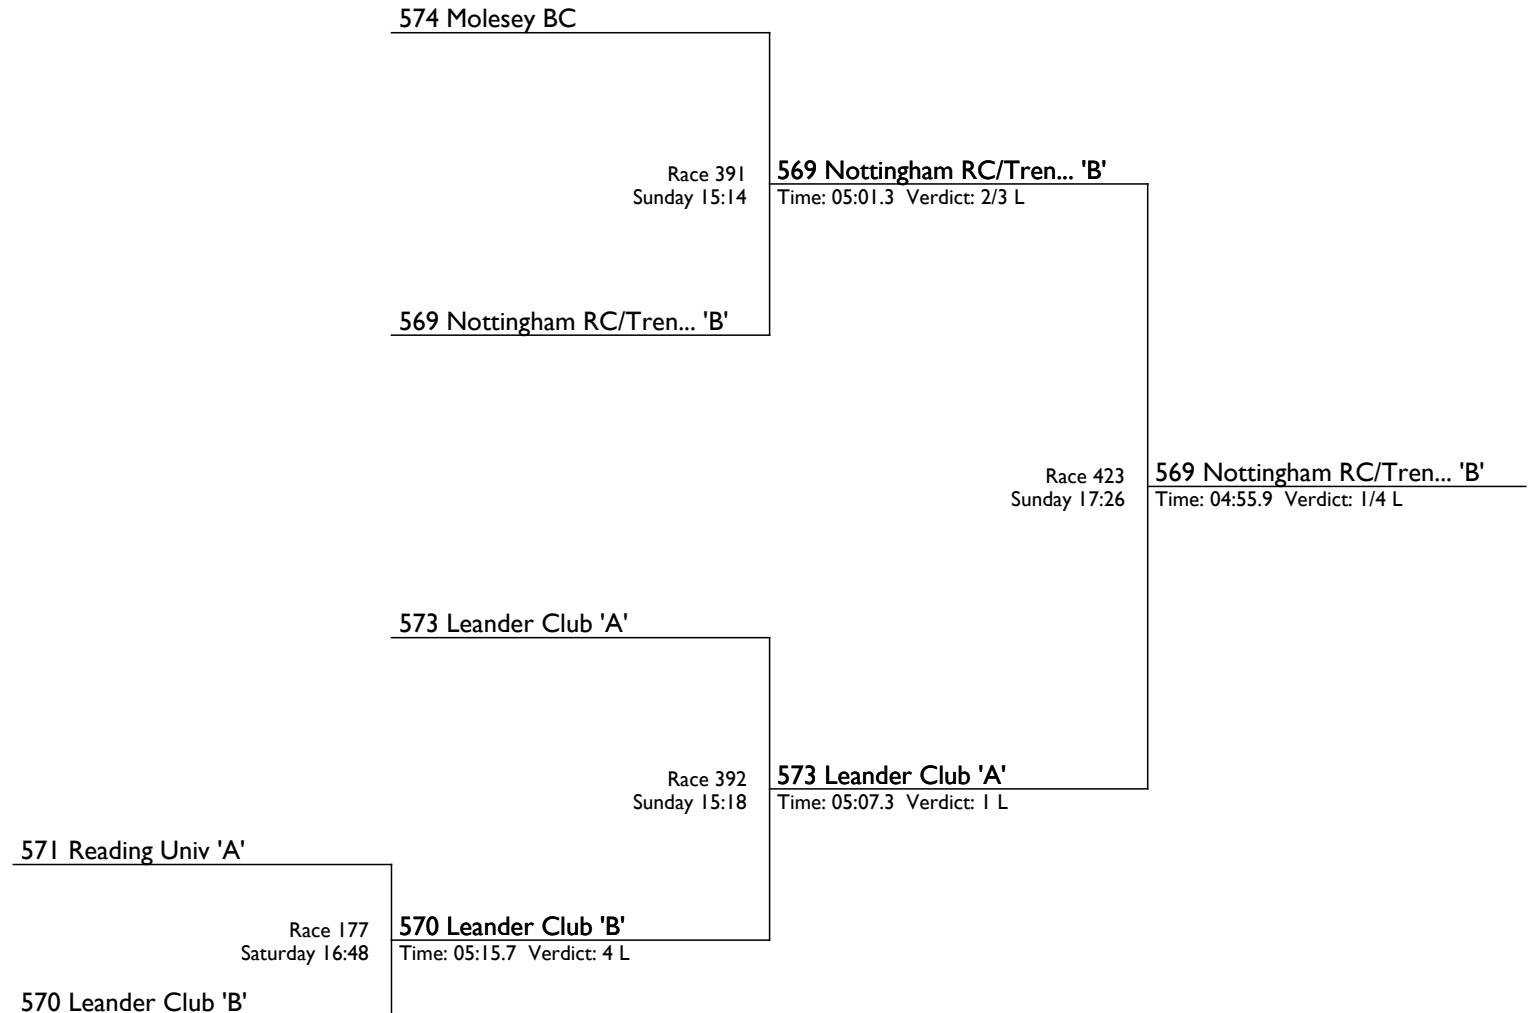 574 Molesey BC
Race 391
Sunday 15:14
569 Nottingham RC/Tren... 'B'
Time: 05:01.3 Verdict: 2/3 L
569 Nottingham RC/Tren... 'B'
Race 423
Sunday 17:26
569 Nottingham RC/Tren... 'B'
Time: 04:55.9 Verdict: 1/4 L
573 Leander Club 'A'
Race 392
Sunday 15:18
573 Leander Club 'A'
Time: 05:07.3 Verdict: 1 L
571 Reading Univ 'A'
Race 177
Saturday 16:48
570 Leander Club 'B'
Time: 05:15.7 Verdict: 4 L
570 Leander Club 'B'